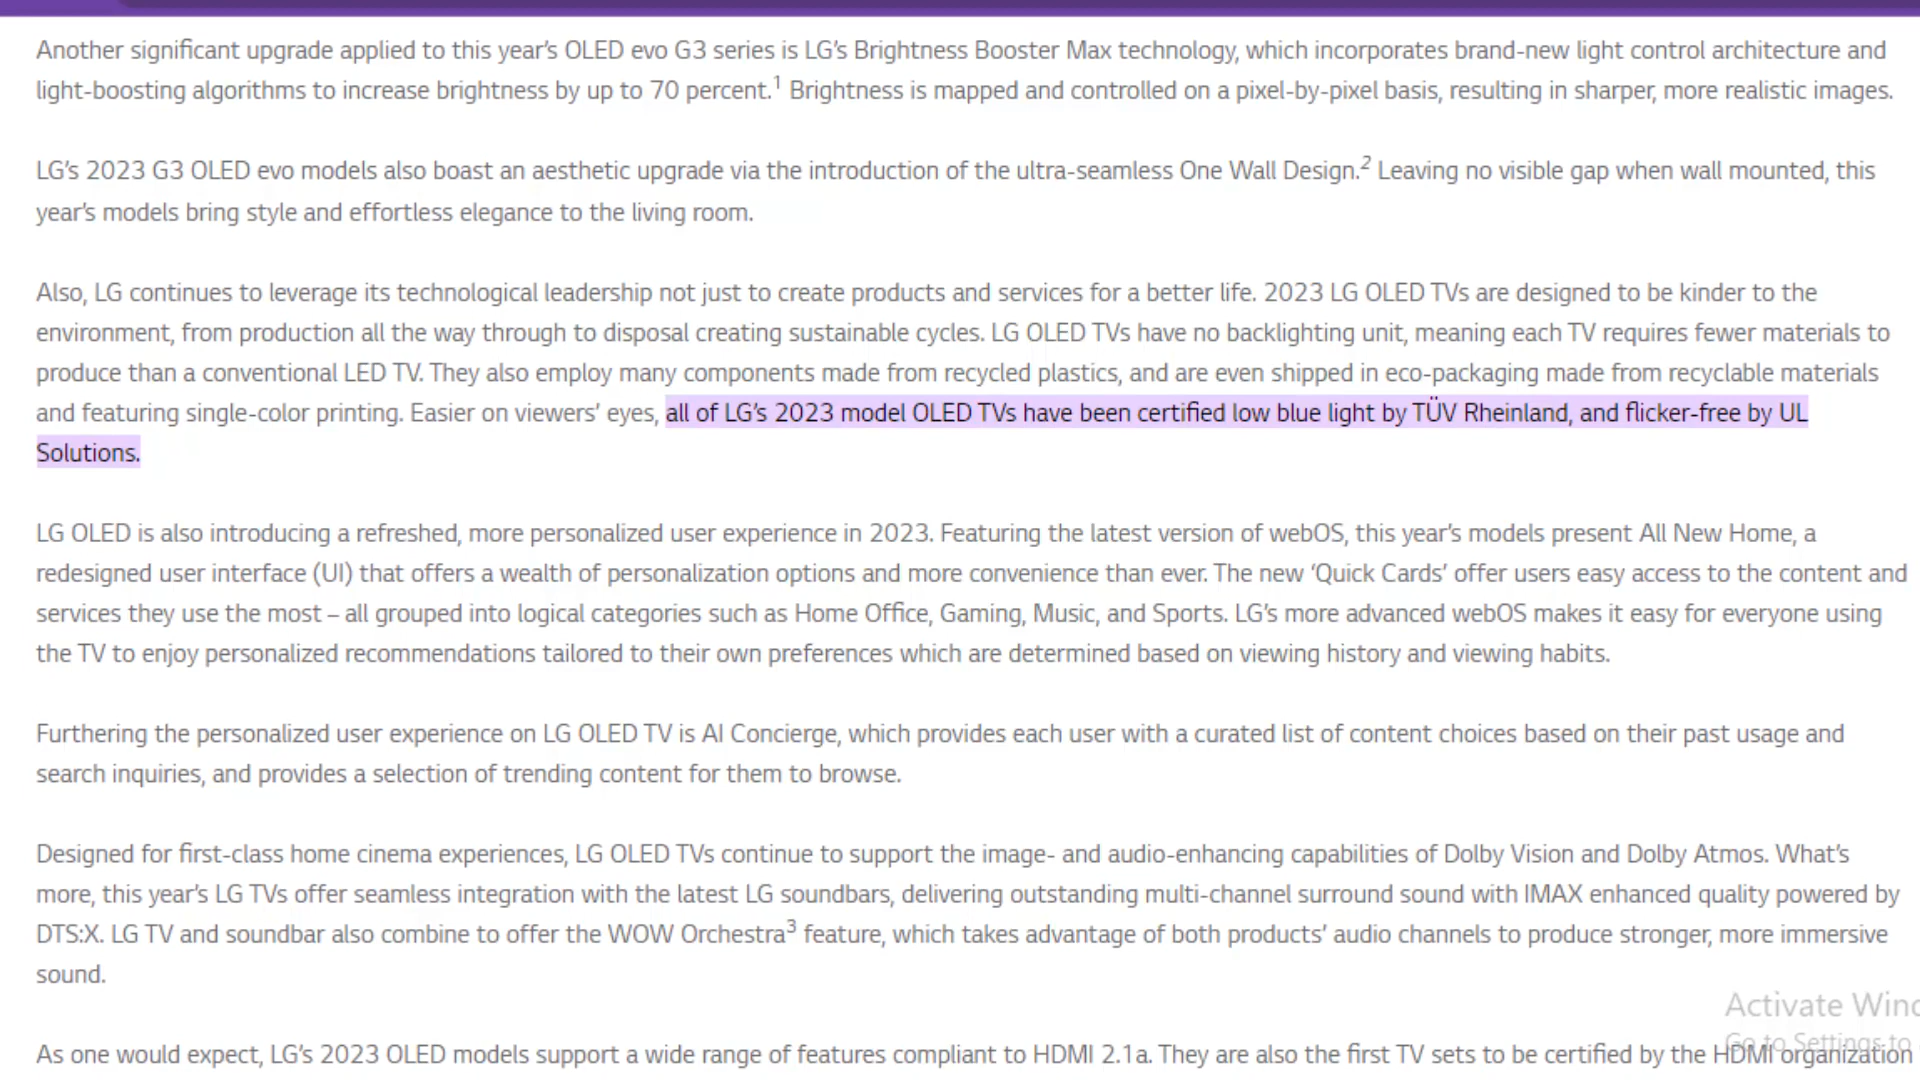 Another significant upgrade applied to this year’s OLED evo G3 series is LG’s Brightness Booster Max technology, which incorporates brand-new light control architecture and
light-boosting algorithms to increase brightness by up to 70 percent.1 Brightness is mapped and controlled on a pixel-by-pixel basis, resulting in sharper, more realistic images.
LG’s 2023 G3 OLED evo models also boast an aesthetic upgrade via the introduction of the ultra-seamless One Wall Design.2 Leaving no visible gap when wall mounted, this
year’s models bring style and effortless elegance to the living room.
Also, LG continues to leverage its technological leadership not just to create products and services for a better life. 2023 LG OLED TVs are designed to be kinder to the
environment, from production all the way through to disposal creating sustainable cycles. LG OLED TVs have no backlighting unit, meaning each TV requires fewer materials to
produce than a conventional LED TV. They also employ many components made from recycled plastics, and are even shipped in eco-packaging made from recyclable materials
and featuring single-color printing. Easier on viewers’ eyes, all of LG’s 2023 model OLED TVs have been certified low blue light by TÜV Rheinland, and flicker-free by UL
Solutions.
LG OLED is also introducing a refreshed, more personalized user experience in 2023. Featuring the latest version of webOS, this year’s models present All New Home, a
redesigned user interface (UI) that offers a wealth of personalization options and more convenience than ever. The new ‘Quick Cards’ offer users easy access to the content and
services they use the most – all grouped into logical categories such as Home Office, Gaming, Music, and Sports. LG’s more advanced webOS makes it easy for everyone using
the TV to enjoy personalized recommendations tailored to their own preferences which are determined based on viewing history and viewing habits.
Furthering the personalized user experience on LG OLED TV is AI Concierge, which provides each user with a curated list of content choices based on their past usage and
search inquiries, and provides a selection of trending content for them to browse.
Designed for first-class home cinema experiences, LG OLED TVs continue to support the image- and audio-enhancing capabilities of Dolby Vision and Dolby Atmos. What’s
more, this year’s LG TVs offer seamless integration with the latest LG soundbars, delivering outstanding multi-channel surround sound with IMAX enhanced quality powered by
DTS:X. LG TV and soundbar also combine to offer the WOW Orchestra3 feature, which takes advantage of both products’ audio channels to produce stronger, more immersive
sound.
Activate Wind
Go to Settings to
As one would expect, LG’s 2023 OLED models support a wide range of features compliant to HDMI 2.1a. They are also the first TV sets to be certified by the HDMI organization